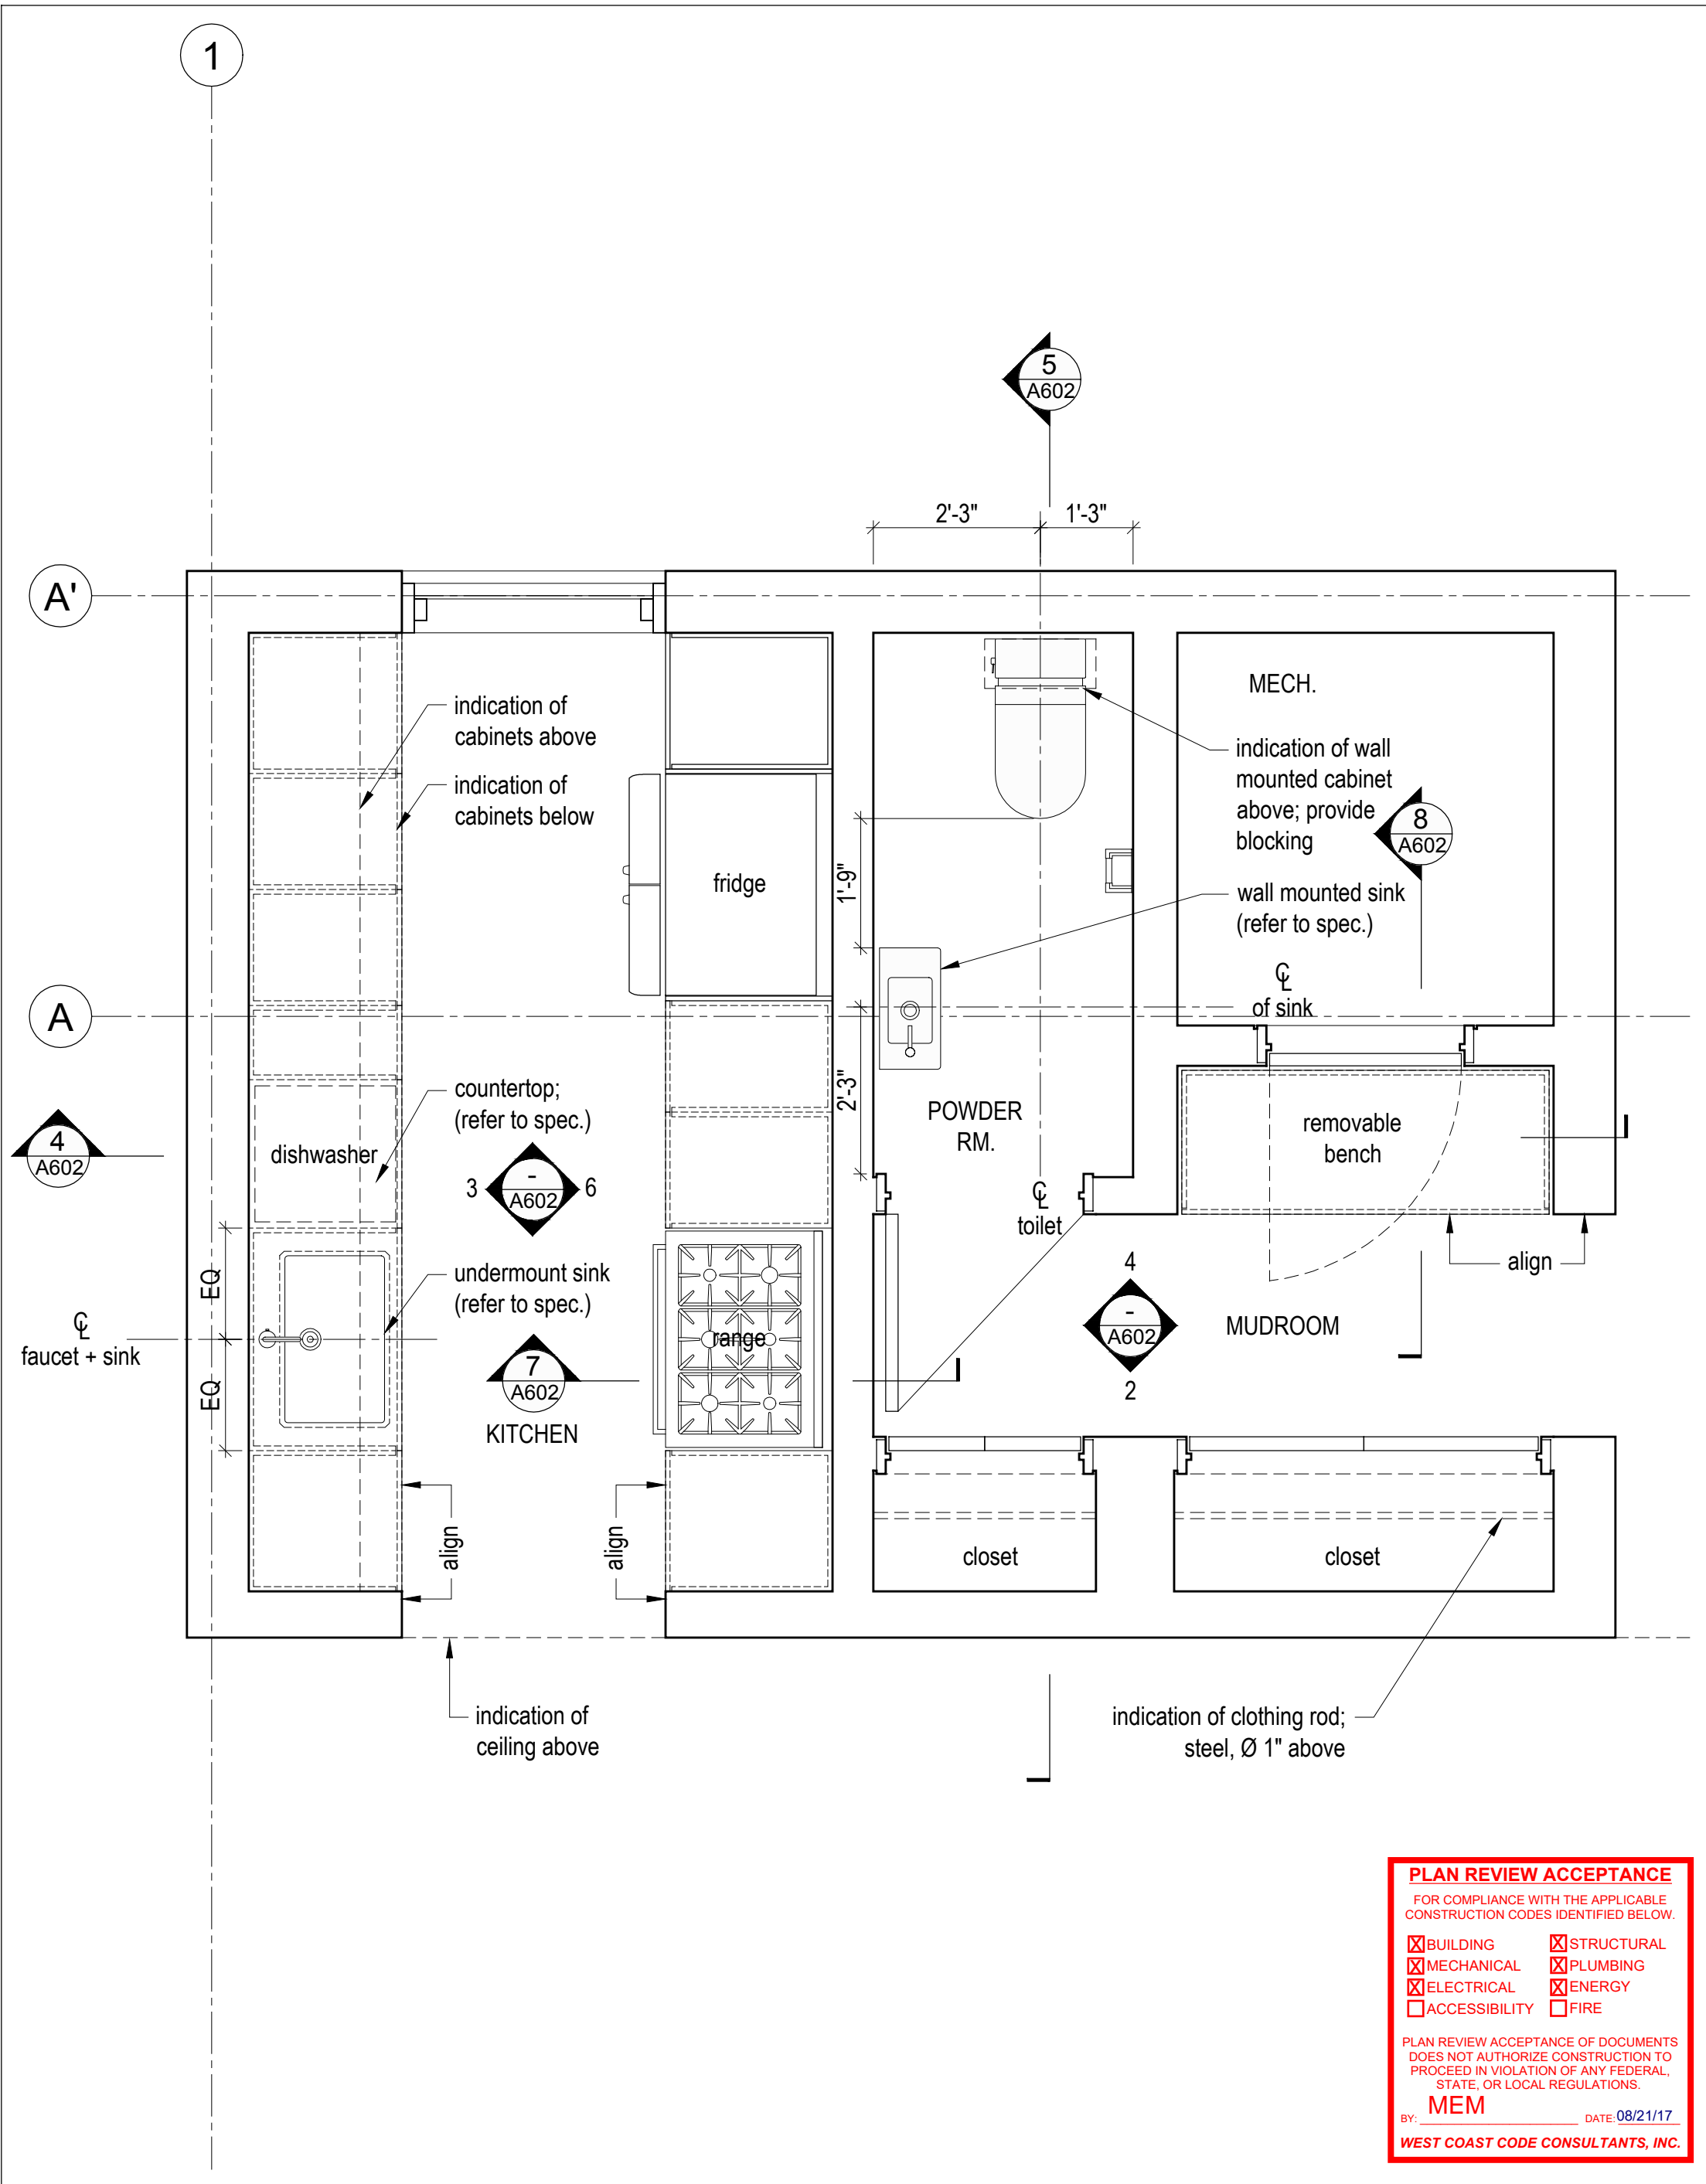 1
5
A602
2'-3"
1'-3"
A'
MECH.
indication of
cabinets above
indication of wall
mounted cabinet
above; provide
blocking
indication of
cabinets below
8
A602
fridge
1'-9"
wall mounted sink
(refer to spec.)
℄
of sink
A
countertop;
(refer to spec.)
2'-3"
POWDER
RM.
removable
bench
4
A602
dishwasher
3
-
A602
6
℄
toilet
align
undermount sink
(refer to spec.)
EQ
4
-
A602
2
MUDROOM
℄
faucet + sink
range
7
A602
EQ
KITCHEN
align
align
closet
closet
indication of
ceiling above
indication of clothing rod;
steel, Ø 1" above
PLAN REVIEW ACCEPTANCE
FOR COMPLIANCE WITH THE APPLICABLE
CONSTRUCTION CODES IDENTIFIED BELOW.
X BUILDING
X STRUCTURAL
X MECHANICAL
X PLUMBING
X ELECTRICAL
X ENERGY
ACCESSIBILITY
FIRE
PLAN REVIEW ACCEPTANCE OF DOCUMENTS
DOES NOT AUTHORIZE CONSTRUCTION TO
PROCEED IN VIOLATION OF ANY FEDERAL,
STATE, OR LOCAL REGULATIONS.
BY: MEM DATE: 08/21/17
WEST COAST CODE CONSULTANTS, INC.